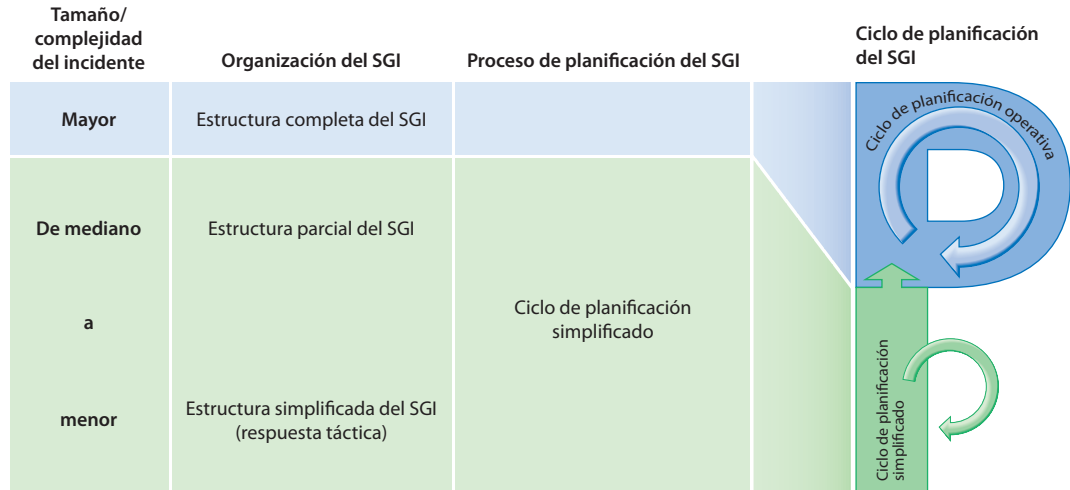 Tamaño/
complejidad
del incidente
Organización del SGI
Proceso de planificación del SGI
Ciclo de planificación
del SGI
Mayor
Estructura completa del SGI
Ciclo de planificación operativa
De mediano
Estructura parcial del SGI
a
Ciclo de planificación
simplificado
menor
Estructura simplificada del SGI
(respuesta táctica)
Ciclo de planificación
simplificado